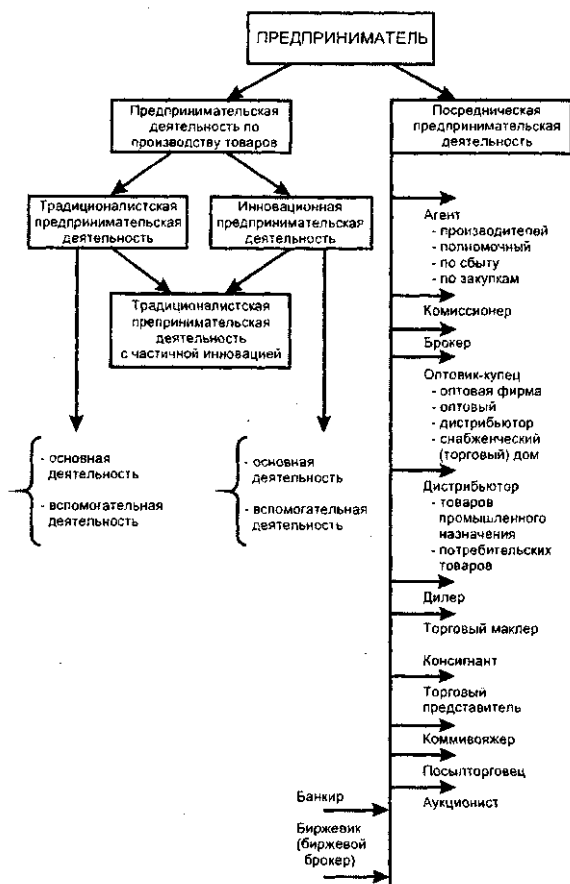 ПРЕДПРИНИМАТЕЛЬ
Предпринимательская
деятельность по
производству товаров
Посредническая
предпринимательская
деятельность
Традиционалистская
предпринимательская
деятельность
Инновационная
предпринимательская
деятельность
Традиционалистская
препринимательская
деятельность
с частичной инновацией
- основная
деятельность
- вспомогательная
деятельность
- основная
деятельность
- вспомогательная
деятельность
Агент
- производителей
- полномочный
- по сбыту
- по закупкам
Комиссионер
Брокер
Оптовик-купец
- оптовая фирма
- оптовый
- дистрибьютор
- снабженческий
(торговый) дом
Дистрибьютор
- товаров
промышленного
назначения
- потребительских
товаров
Дилер
Торговый маклер
Консигнант
Торговый
представитель
Коммивояжер
Посылторговец
Аукционист
Банкир
Биржевик
(биржевой
брокер)